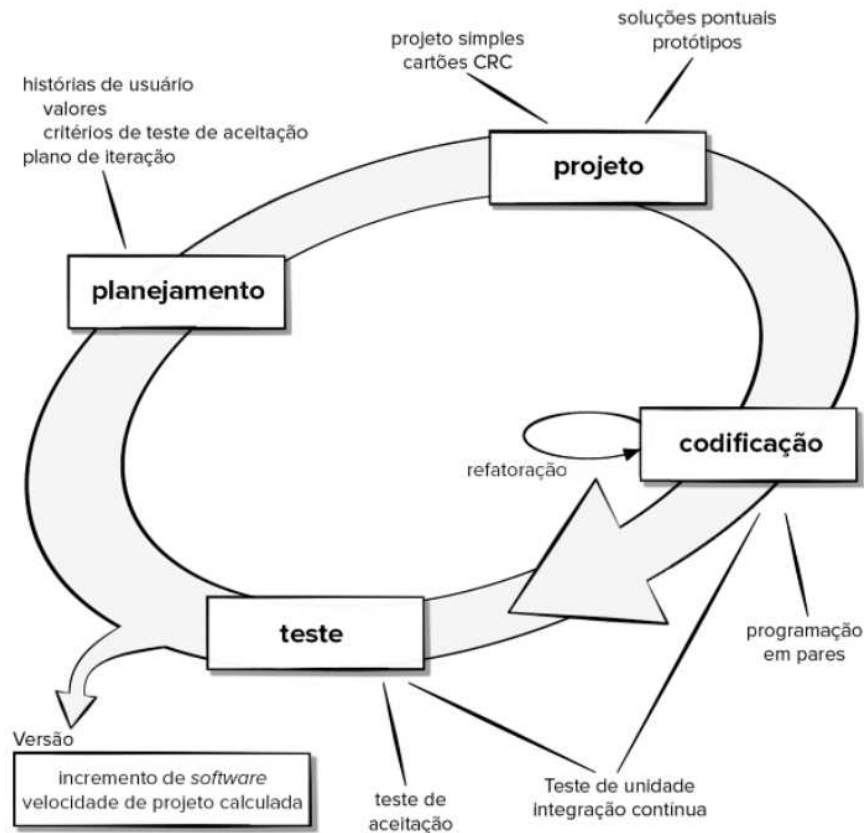 soluções pontuais
protótipos
projeto simples
cartões CRC
histórias de usuário
valores
critérios de teste de aceitação
plano de iteração
projeto
planejamento
codificação
refatoração
teste
programação
em pares
Versão
incremento de software
velocidade de projeto calculada
teste de
aceitação
Teste de unidade
integração contínua